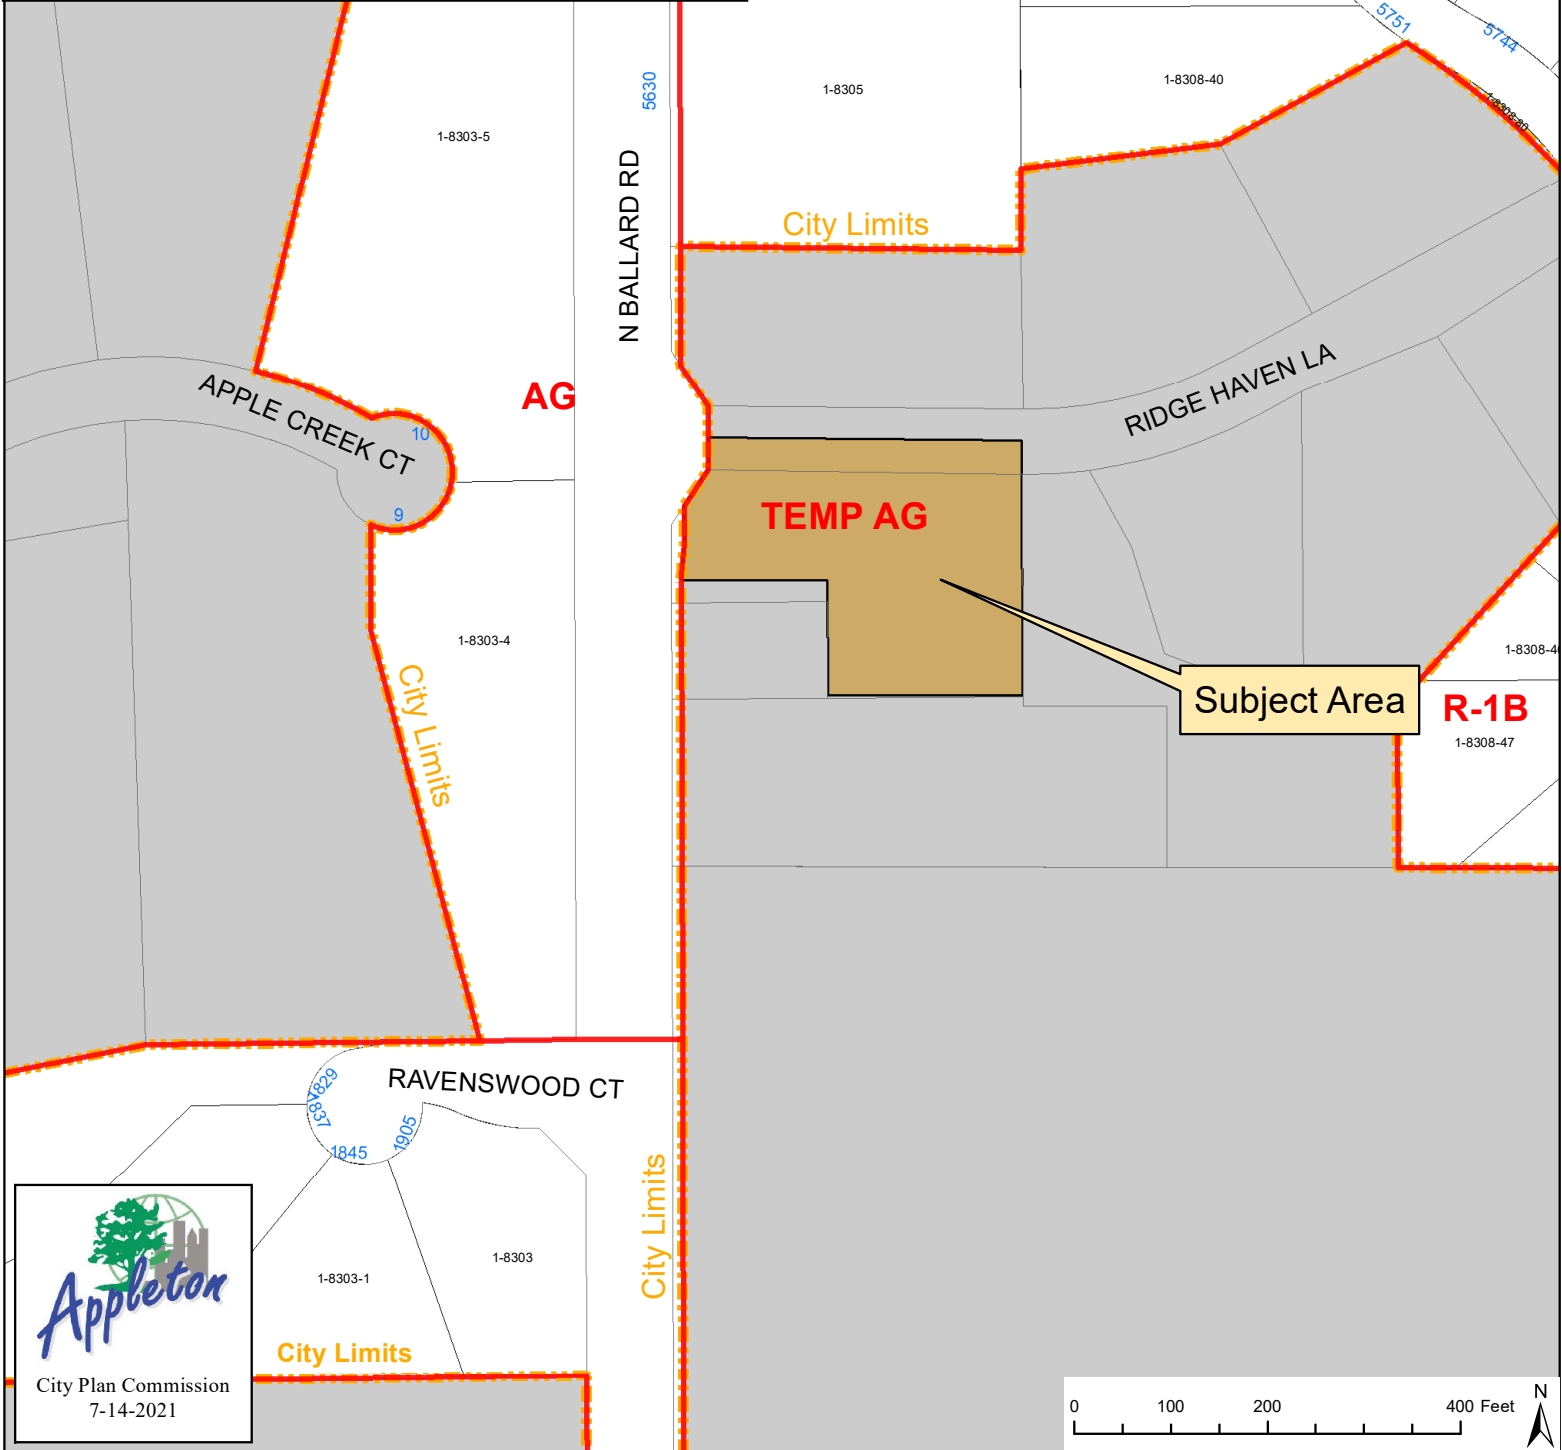 5751
5744
5630
1-8305
1-8308-40
1-8308-80
1-8303-5
N BALLARD RD
City Limits
APPLE CREEK CT
10
9
AG
RIDGE HAVEN LA
TEMP AG
1-8303-4
City Limits
Subject Area
R-1B
1-8308-47
RAVENSWOOD CT
1829
1837
1845
1905
City Limits
1-8303
1-8303-1
City Limits
Appleton
City Plan Commission
7-14-2021
0 100 200 400 Feet
N